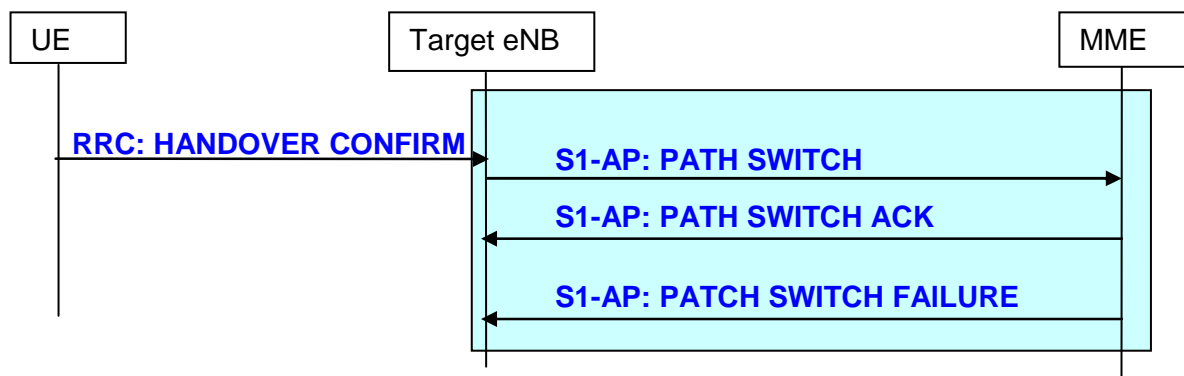 UE
Target eNB
MME
RRC: HANDOVER CONFIRM
S1-AP: PATH SWITCH
S1-AP: PATH SWITCH ACK
S1-AP: PATCH SWITCH FAILURE